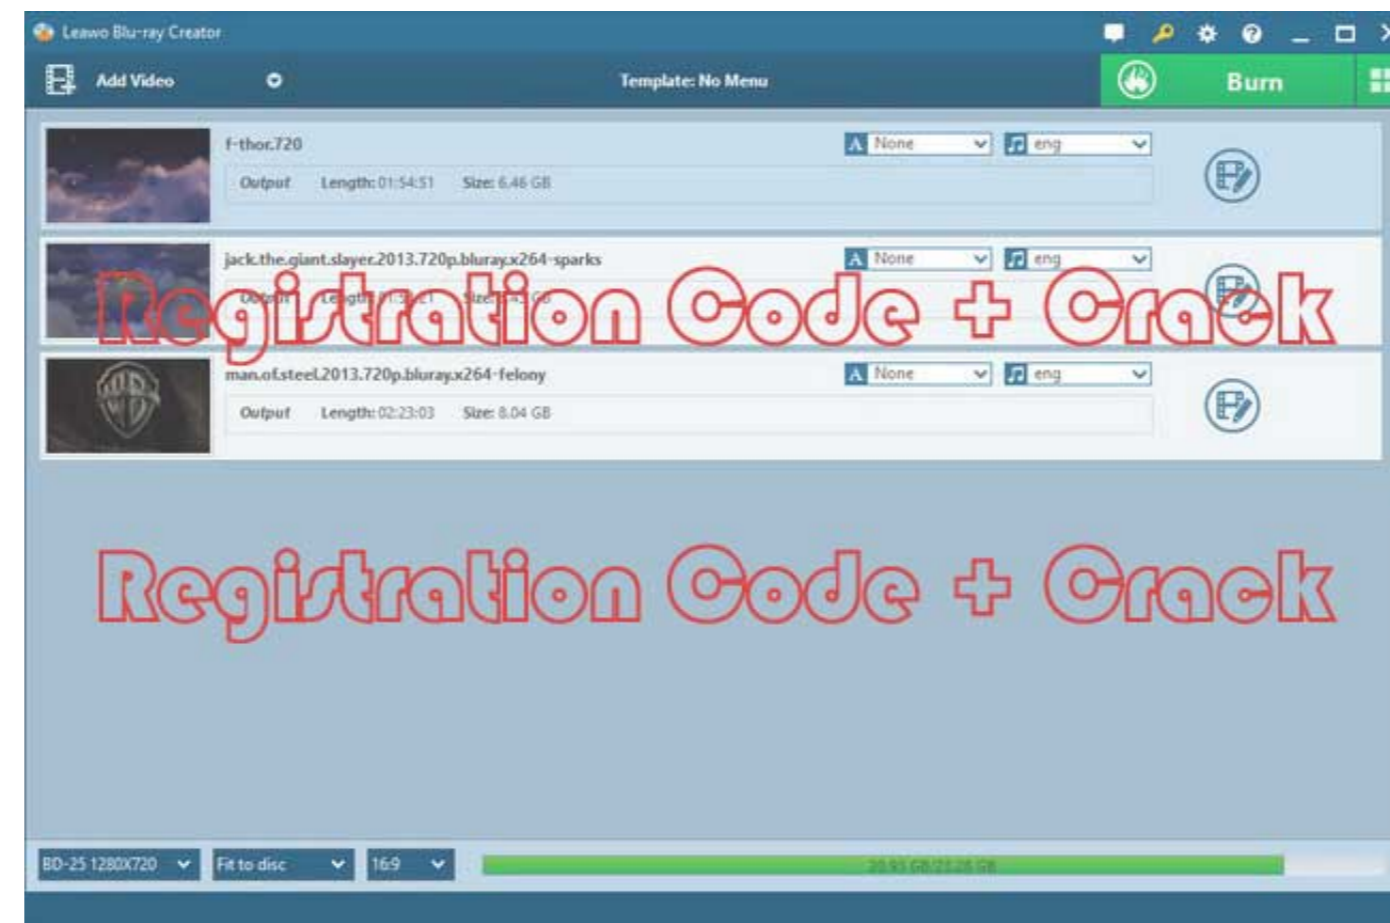 Leawo Blu-ray Creator
Add Video
Template: No Menu
Burn
f-thor.720
A None
eng
Output Length: 01:54:51 Size: 6.46 GB
jack.the.giant.slayer.2013.720p.bluray.x264-sparks
A None
eng
Output Length:
Registration Code + Crack
man.of.steel.2013.720p.bluray.x264-felony
A None
eng
Output Length: 02:23:03 Size: 8.04 GB
Registration Code + Crack
BD-25 1280X720
Fit to disc
16:9